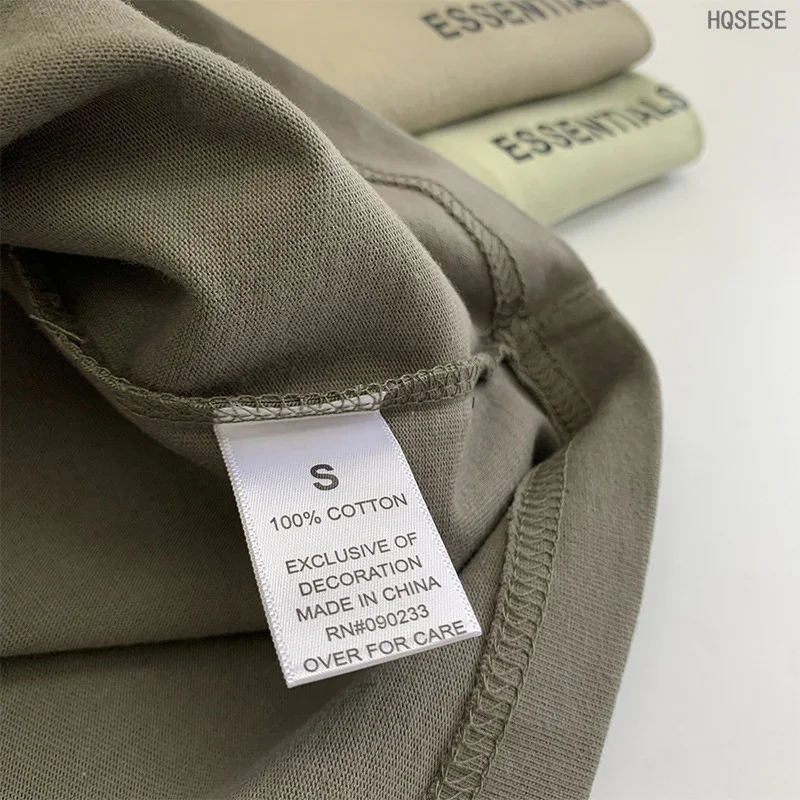 HQSESE
ESSENTIALS
ESSENTIALS
S
100% COTTON
EXCLUSIVE OF
DECORATION
MADE IN CHINA
RN#090233
OVER FOR CARE